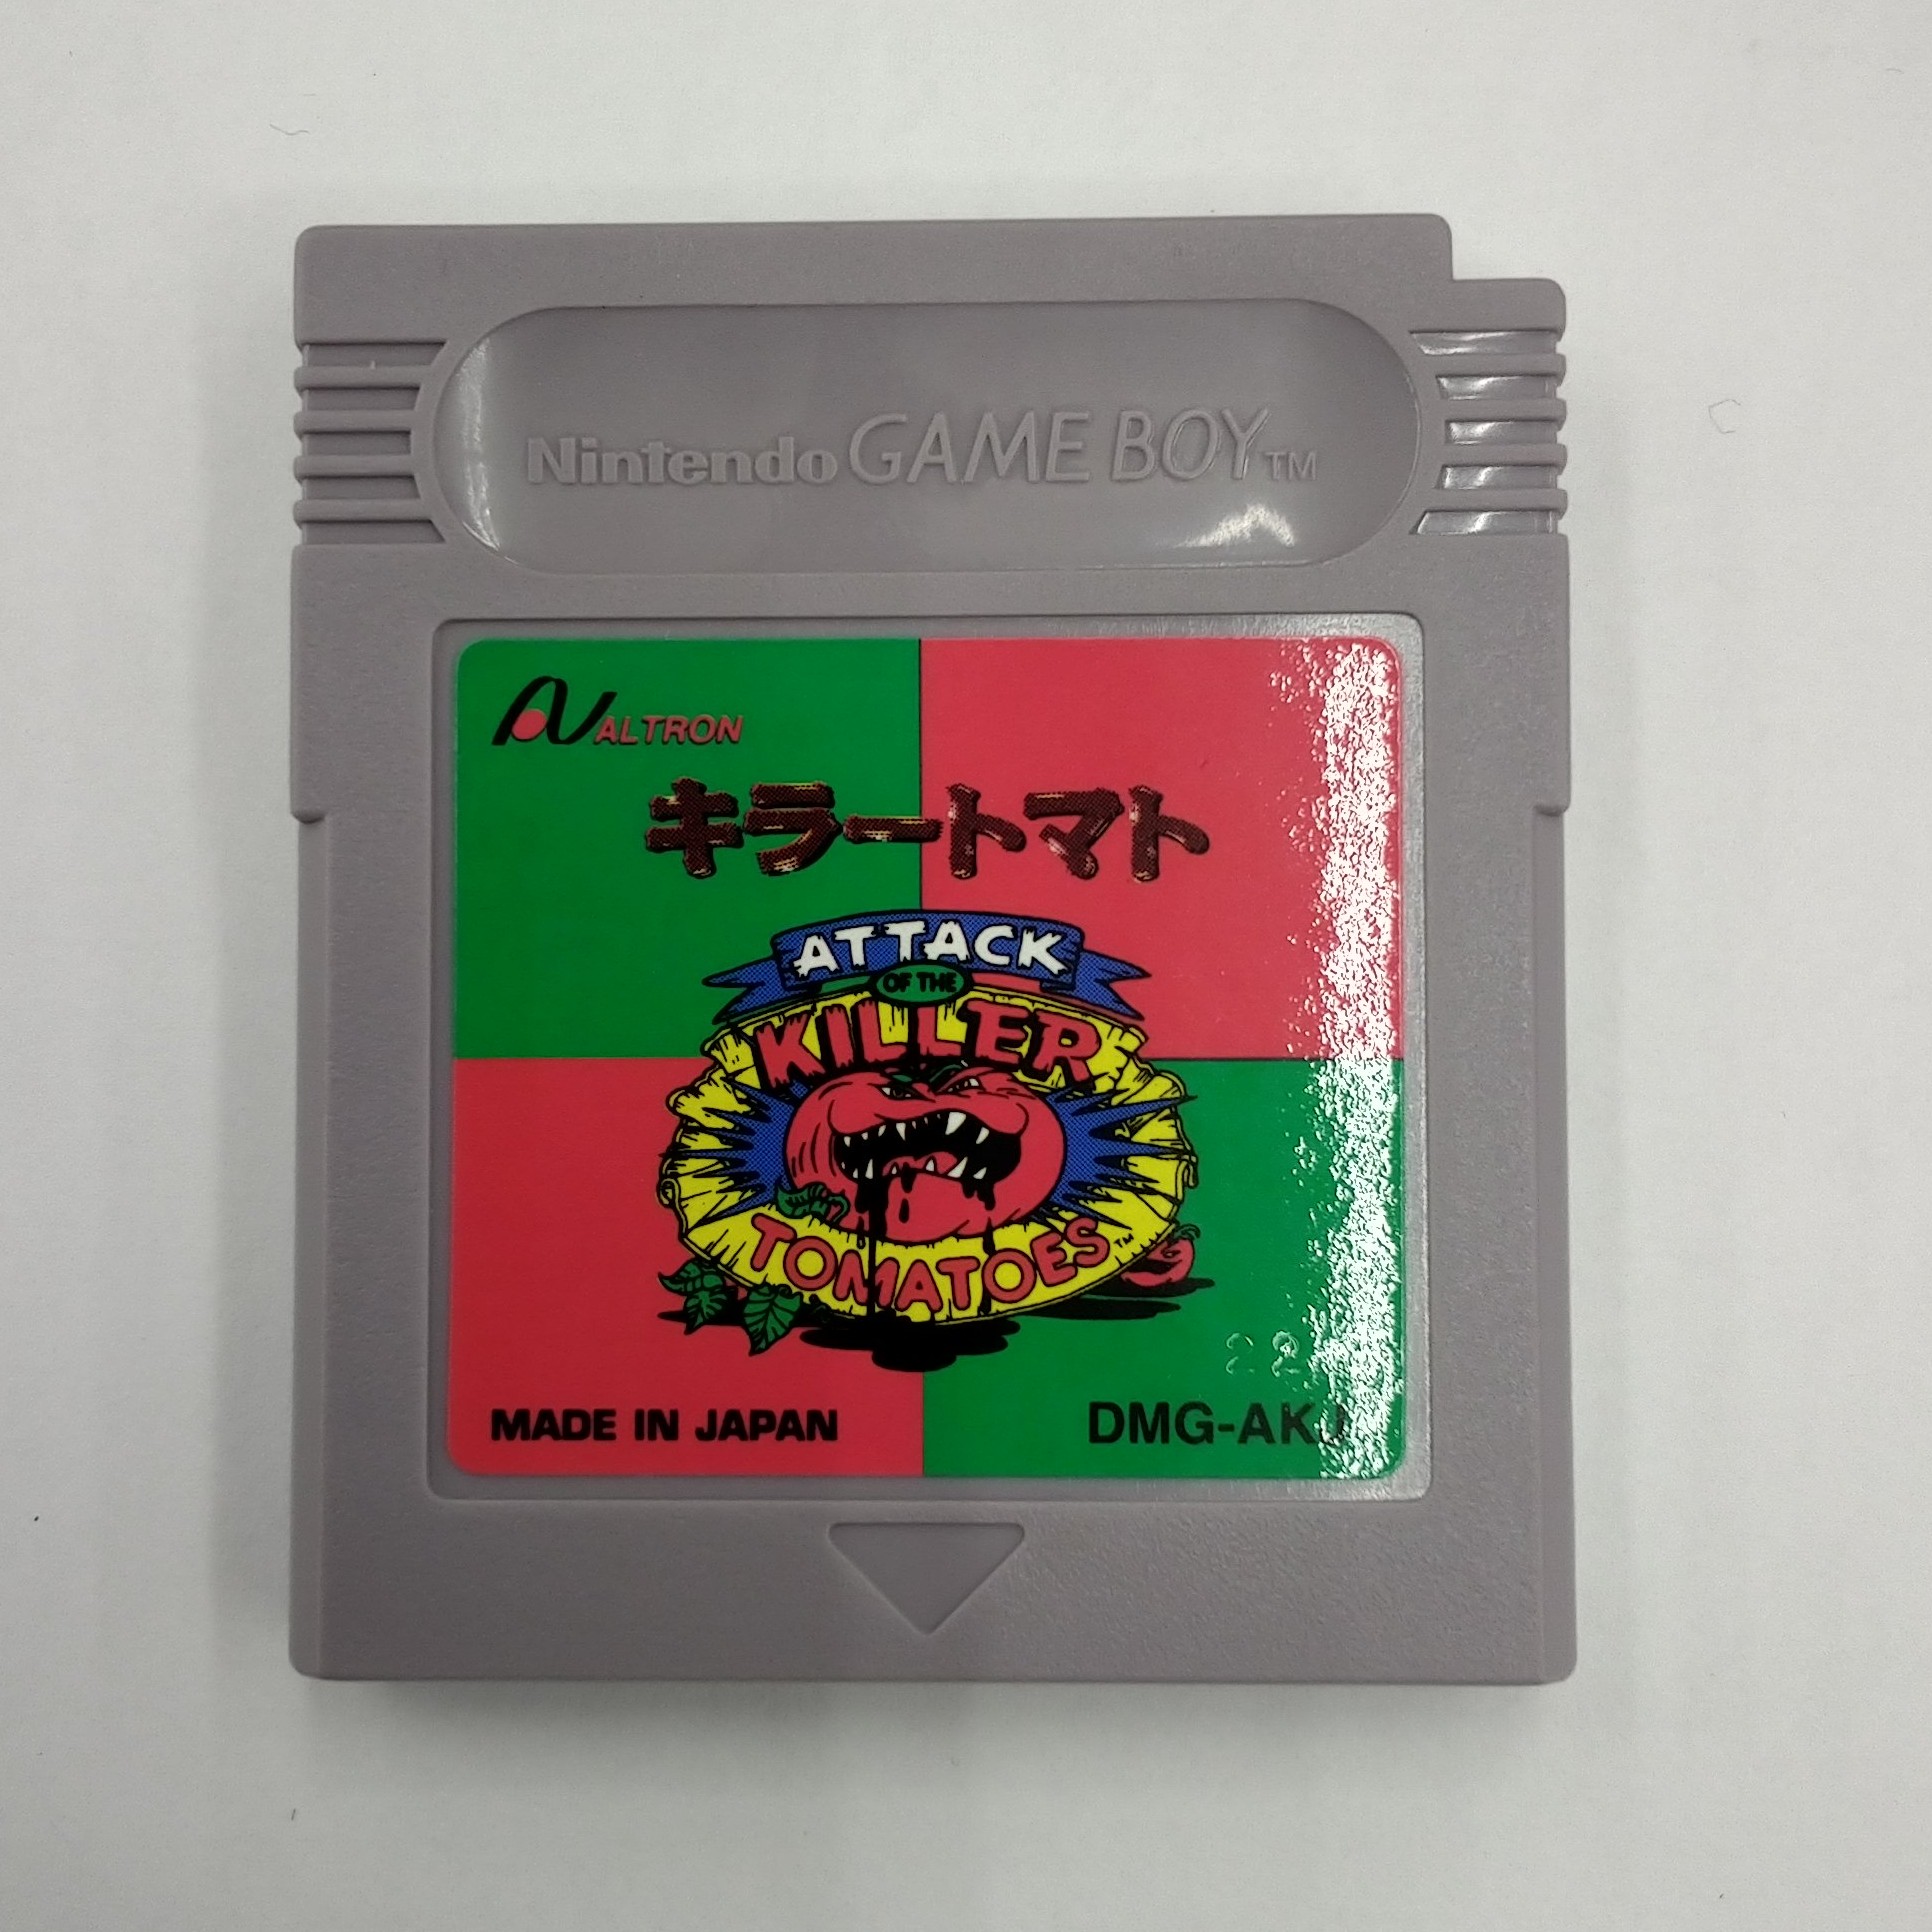 Nintendo GAME BOY™
ALTRON
キラートマト
ATTACK
OF THE
KILLER
TOMATOES™
22
MADE IN JAPAN
DMG-AKJ